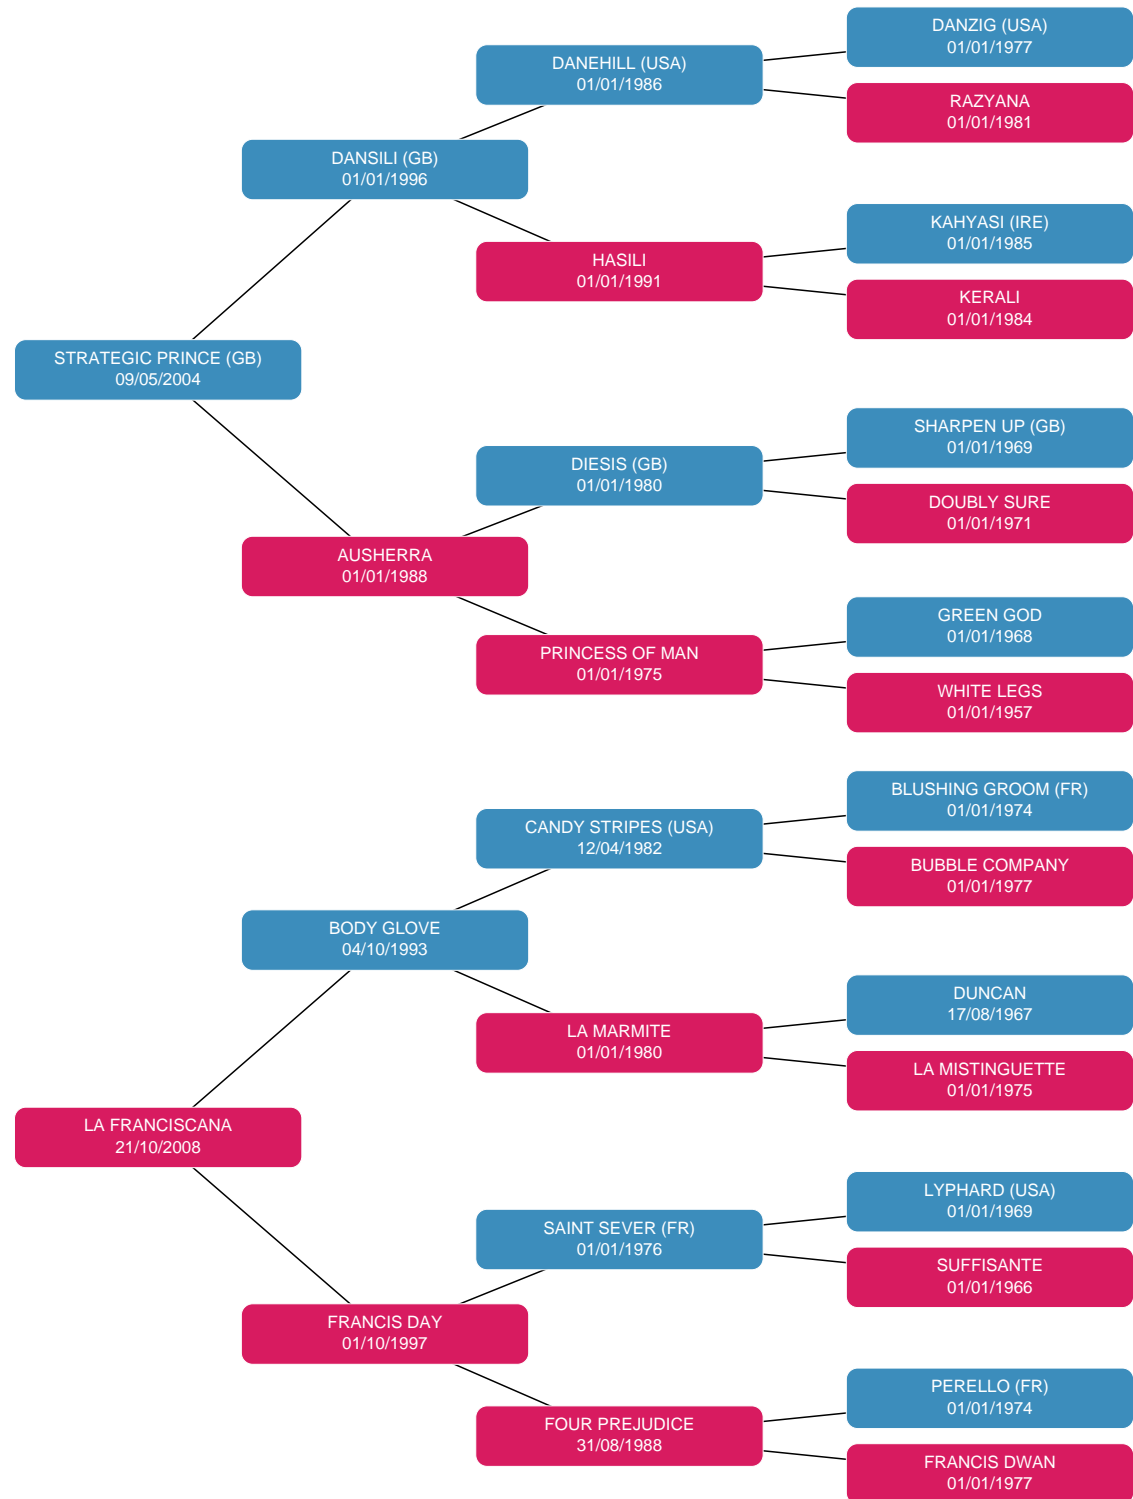 DANZIG (USA)
01/01/1977
DANEHILL (USA)
01/01/1986
RAZYANA
01/01/1981
DANSILI (GB)
01/01/1996
KAHYASI (IRE)
01/01/1985
HASILI
01/01/1991
KERALI
01/01/1984
STRATEGIC PRINCE (GB)
09/05/2004
SHARPEN UP (GB)
01/01/1969
DIESIS (GB)
01/01/1980
DOUBLY SURE
01/01/1971
AUSHERRA
01/01/1988
GREEN GOD
01/01/1968
PRINCESS OF MAN
01/01/1975
WHITE LEGS
01/01/1957
BLUSHING GROOM (FR)
01/01/1974
CANDY STRIPES (USA)
12/04/1982
BUBBLE COMPANY
01/01/1977
BODY GLOVE
04/10/1993
DUNCAN
17/08/1967
LA MARMITE
01/01/1980
LA MISTINGUETTE
01/01/1975
LA FRANCISCANA
21/10/2008
LYPHARD (USA)
01/01/1969
SAINT SEVER (FR)
01/01/1976
SUFFISANTE
01/01/1966
FRANCIS DAY
01/10/1997
PERELLO (FR)
01/01/1974
FOUR PREJUDICE
31/08/1988
FRANCIS DWAN
01/01/1977